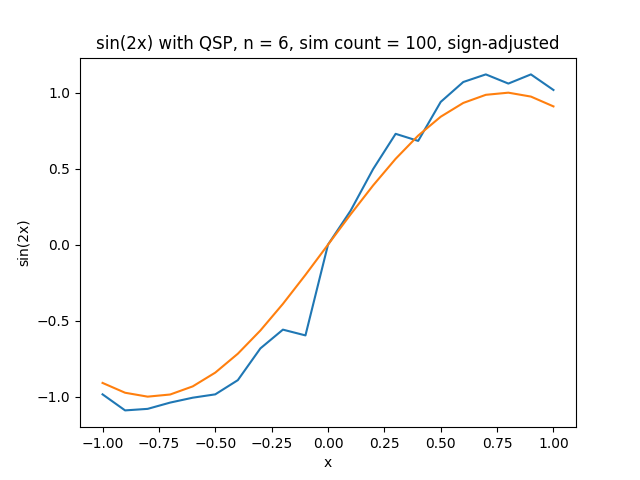 sin(2x) with QSP, n = 6, sim count = 100, sign-adjusted
1.0
0.5
0.0
−0.5
−1.0
sin(2x)
−1.00 −0.75 −0.50 −0.25 0.00 0.25 0.50 0.75 1.00
x